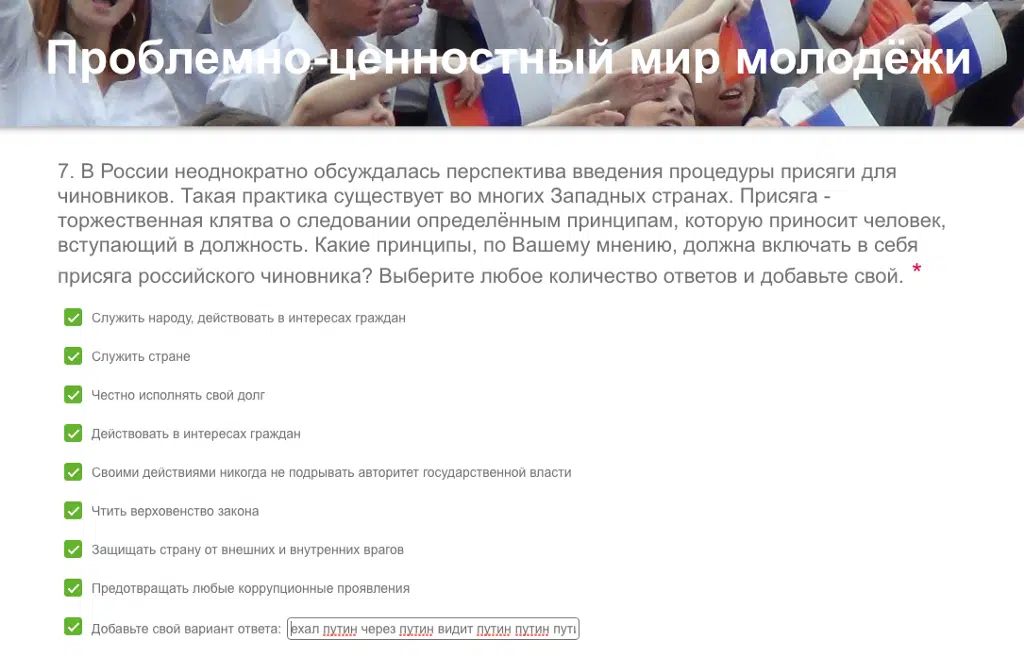 Проблемно-ценностный мир молодёжи
7. В России неоднократно обсуждалась перспектива введения процедуры присяги для
чиновников. Такая практика существует во многих Западных странах. Присяга -
торжественная клятва о следовании определённым принципам, которую приносит человек,
вступающий в должность. Какие принципы, по Вашему мнению, должна включать в себя
присяга российского чиновника? Выберите любое количество ответов и добавьте свой. *
Служить народу, действовать в интересах граждан
Служить стране
Честно исполнять свой долг
Действовать в интересах граждан
Своими действиями никогда не подрывать авторитет государственной власти
Чтить верховенство закона
Защищать страну от внешних и внутренних врагов
Предотвращать любые коррупционные проявления
Добавьте свой вариант ответа: ехал путин через путин видит путин путин